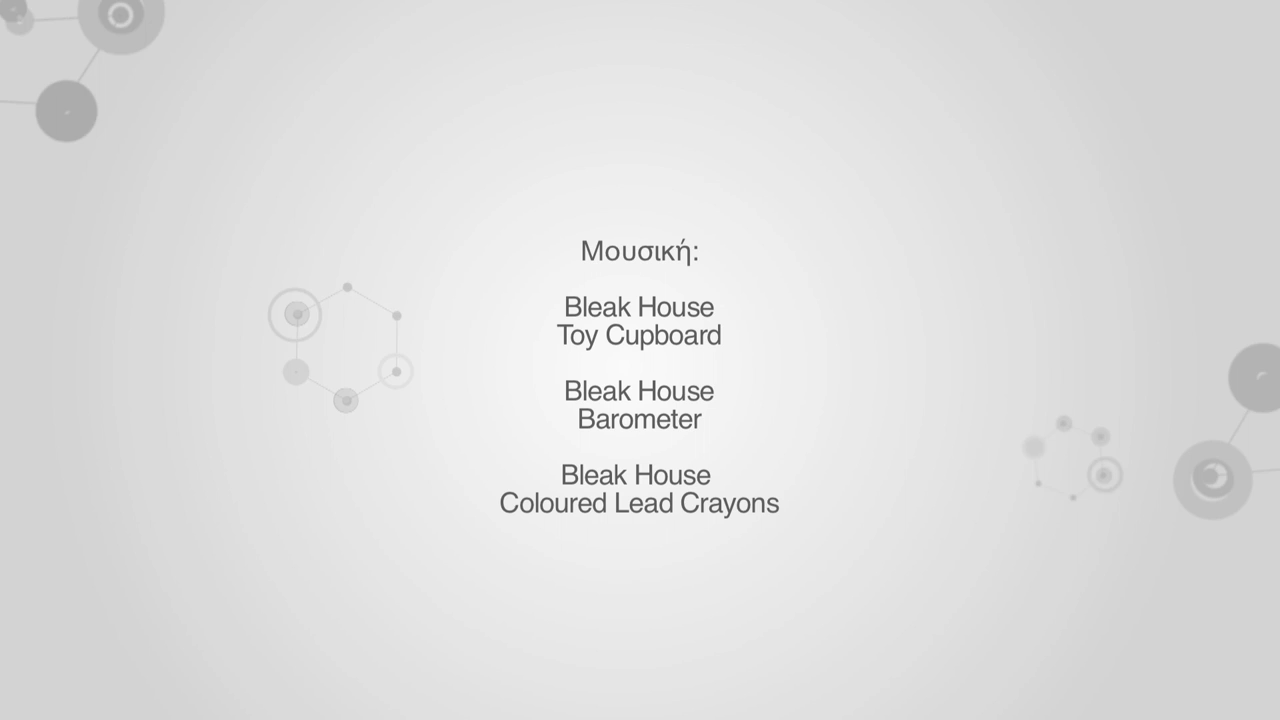 Μουσική:
Bleak House
Toy Cupboard
Bleak House
Barometer
Bleak House
Coloured Lead Crayons